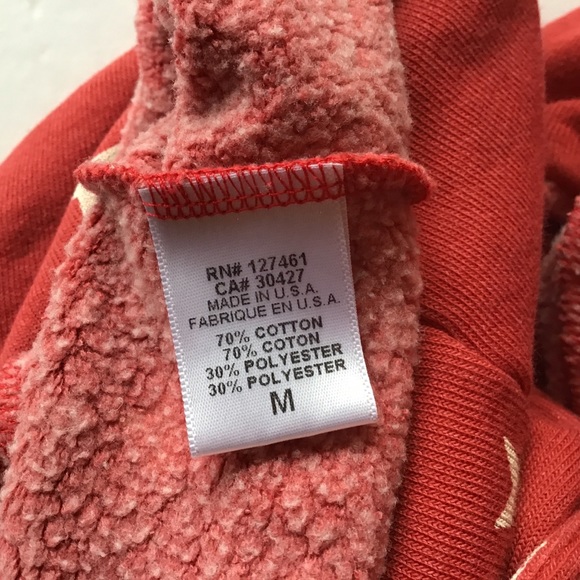 RN# 127461
CA# 30427
MADE IN U.S.A.
FABRIQUE EN U.S.A.
70% COTTON
70% COTON
30% POLYESTER
30% POLYESTER
M